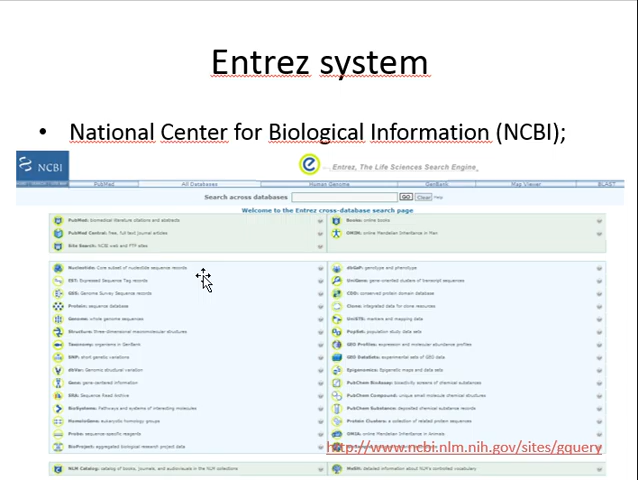 Entrez system
• National Center for Biological Information (NCBI);
NCBI
Entrez, The Life Sciences Search Engine
PubMed All Databases Human Genome GenBank Map Viewer BLAST
Search across databases GO Clear Help
Welcome to the Entrez cross-database search page
PubMed: biomedical literature citations and abstracts
Books: online books
PubMed Central: free, full text journal articles
OMIM: online Mendelian Inheritance in Man
Site Search: NCBI web and FTP sites
Nucleotide: Core subset of nucleotide sequence records
dbGaP: genotype and phenotype
EST: Expressed Sequence Tag records
UniGene: gene-oriented clusters of transcript sequences
GSS: Genome Survey Sequence records
CDD: conserved protein domain database
Protein: sequence database
Clone: integrated data for clone resources
Genome: whole genome sequences
UniSTS: markers and mapping data
Structure: three-dimensional macromolecular structures
PopSet: population study data sets
Taxonomy: organisms in GenBank
GEO Profiles: expression and molecular abundance profiles
SNP: short genetic variations
GEO DataSets: experimental sets of GEO data
dbVar: Genomic structural variation
Epigenomics: Epigenetic maps and data sets
Gene: gene-centered information
PubChem BioAssay: bioactivity screens of chemical substances
SRA: Sequence Read Archive
PubChem Compound: unique small molecule chemical structures
BioSystems: Pathways and systems of interacting molecules
PubChem Substance: deposited chemical substance records
HomoloGene: eukaryotic homology groups
Protein Clusters: a collection of related protein sequences
Probe: sequence-specific reagents
OMIA: online Mendelian Inheritance in Animals
BioProject: aggregated biological research project data
http://www.ncbi.nlm.nih.gov/sites/gquery
NLM Catalog: catalog of books, journals, and audiovisuals in the NLM collections
MeSH: detailed information about NLM's controlled vocabulary